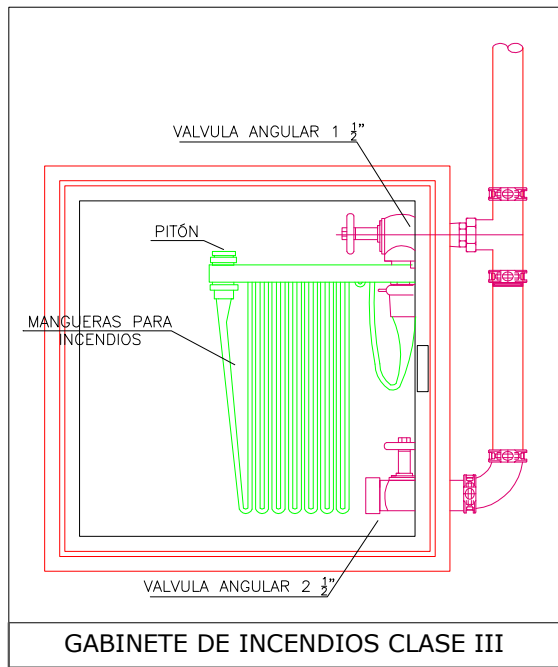 VALVULA ANGULAR 1 1/2"
PITÓN
MANGUERAS PARA
INCENDIOS
VALVULA ANGULAR 2 1/2"
GABINETE DE INCENDIOS CLASE III